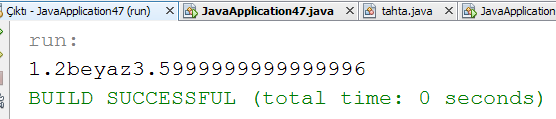 Çıktı - JavaApplication47 (run) JavaApplication47.java tahta.java JavaApplication
run:
1.2beyaz3.5999999999999996
BUILD SUCCESSFUL (total time: 0 seconds)